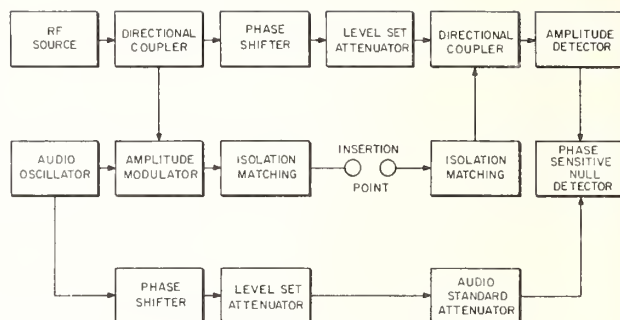 RF
SOURCE
DIRECTIONAL
COUPLER
PHASE
SHIFTER
LEVEL SET
ATTENUATOR
DIRECTIONAL
COUPLER
AMPLITUDE
DETECTOR
AUDIO
OSCILLATOR
AMPLITUDE
MODULATOR
ISOLATION
MATCHING
INSERTION
POINT
ISOLATION
MATCHING
PHASE
SENSITIVE
NULL
DETECTOR
PHASE
SHIFTER
LEVEL SET
ATTENUATOR
AUDIO
STANDARD
ATTENUATOR